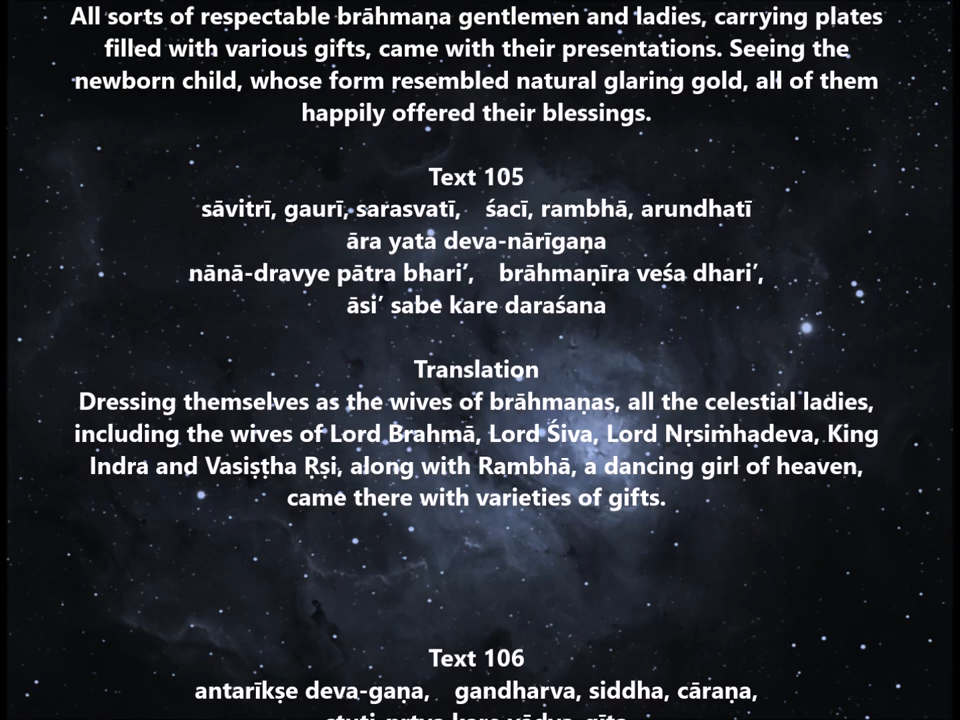 All sorts of respectable brāhmaṇa gentlemen and ladies, carrying plates
filled with various gifts, came with their presentations. Seeing the
newborn child, whose form resembled natural glaring gold, all of them
happily offered their blessings.
Text 105
sāvitrī, gaurī, sarasvatī, śacī, rambhā, arundhatī
āra yata deva-nārīgaṇa
nānā-dravye pātra bhari’, brāhmaṇīra veśa dhari’,
āsi’ sabe kare daraśana
Translation
Dressing themselves as the wives of brāhmaṇas, all the celestial ladies,
including the wives of Lord Brahmā, Lord Śiva, Lord Nṛsiṁhadeva, King
Indra and Vasiṣṭha Ṛṣi, along with Rambhā, a dancing girl of heaven,
came there with varieties of gifts.
Text 106
antarīkṣe deva-gaṇa, gandharva, siddha, cāraṇa,
stuti-nṛtya kare vādya-gīta